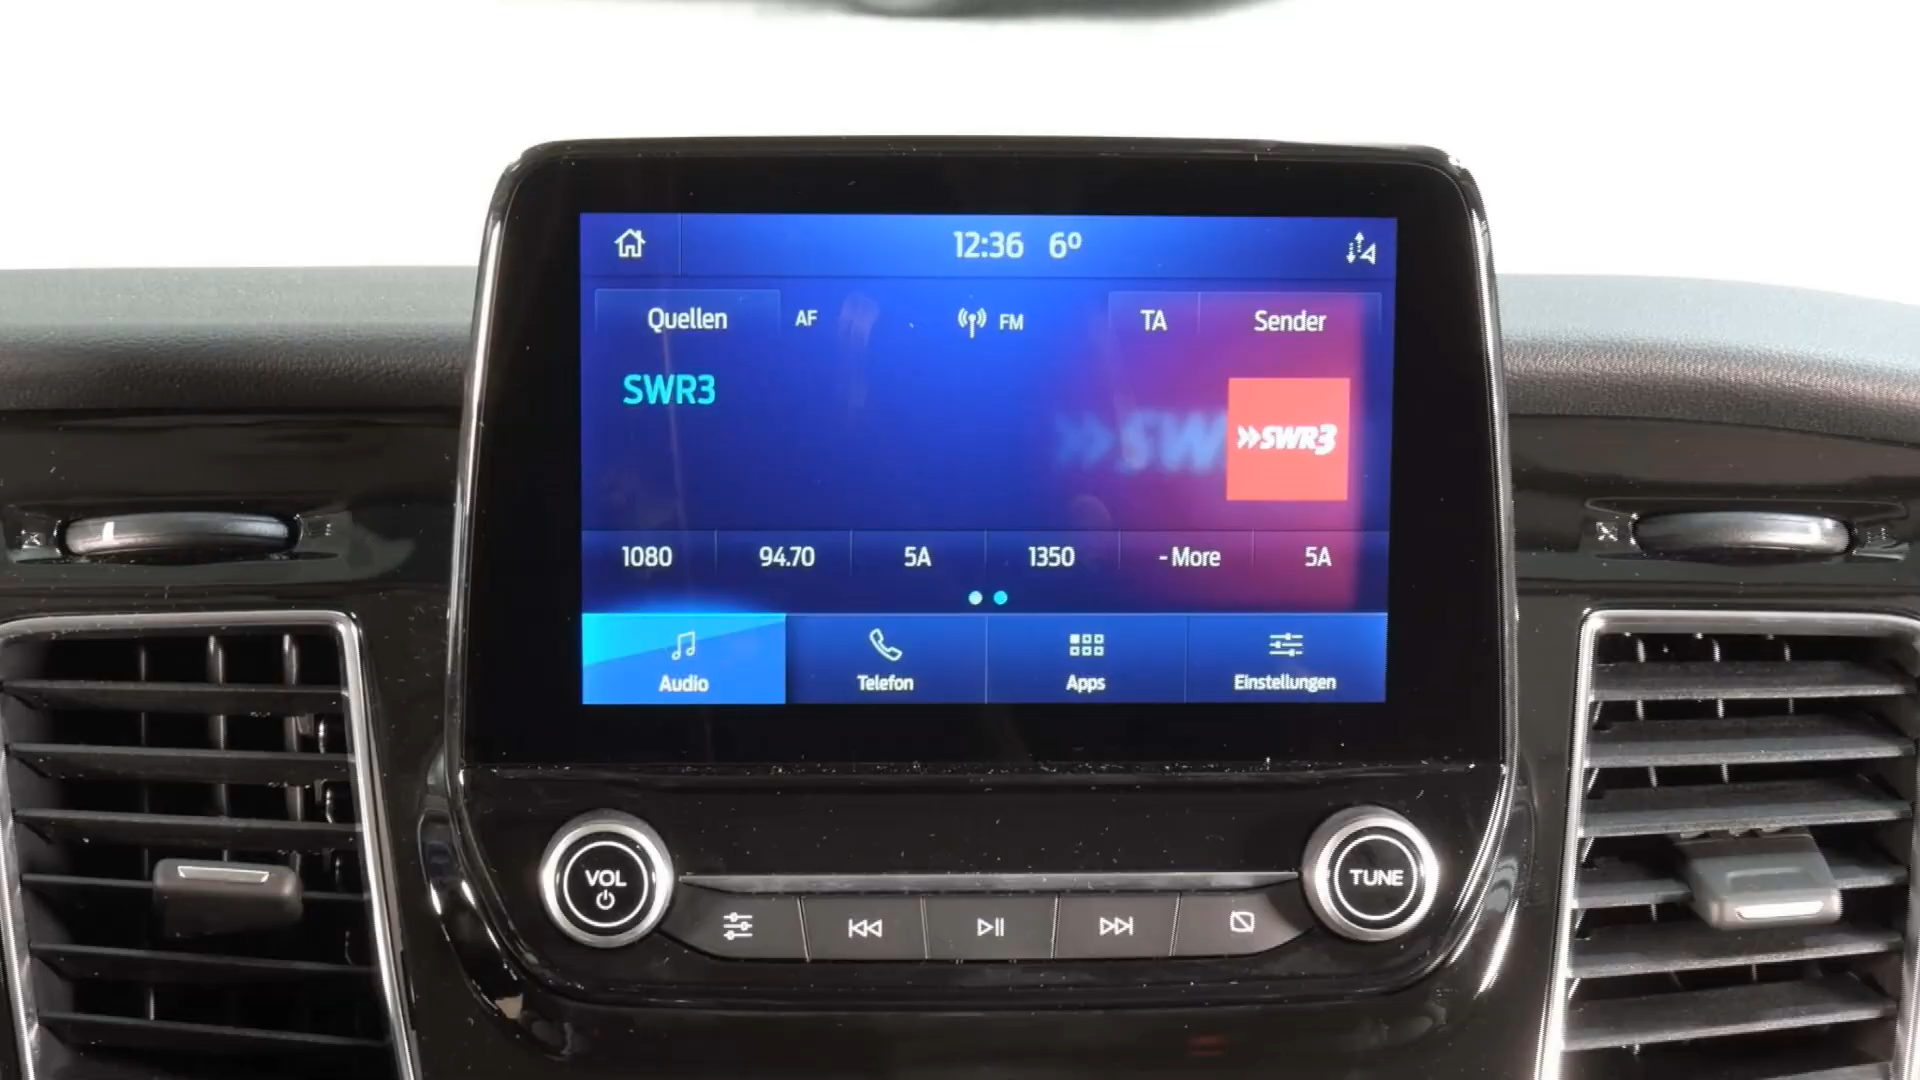 12:36 6º
Quellen AF FM TA Sender
SWR3
SWR3
1080 94.70 5A 1350 - More 5A
Audio Telefon Apps Einstellungen
VOL
TUNE